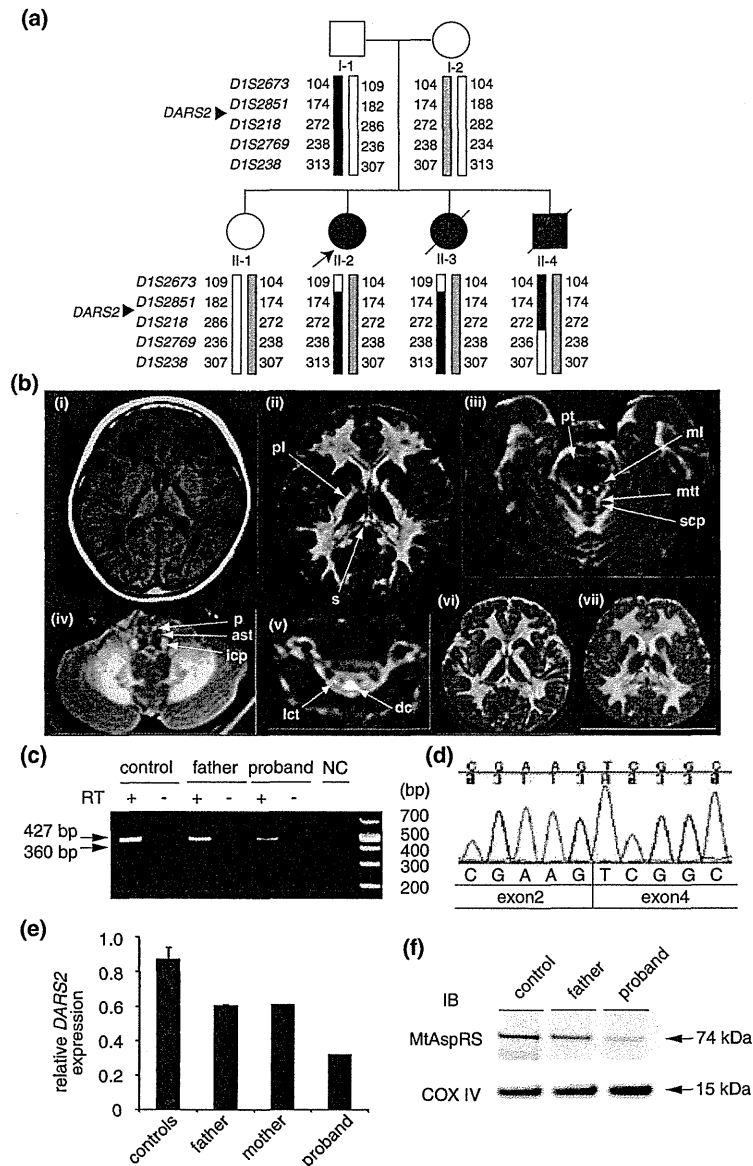 (a)
I-1 I-2
D1S2673 104 109 104 104
D1S2851 174 182 174 188
DARS2
D1S218 272 286 272 282
D1S2769 238 236 238 234
D1S238 313 307 307 313
II-1 II-2 II-3 II-4
D1S2673 109 104 109 104 109 104 104 104
D1S2851 182 174 174 174 174 174 174 174
DARS2
D1S218 286 272 272 272 272 272 272 272
D1S2769 236 238 238 238 238 238 236 238
D1S238 307 307 313 307 313 307 307 307
(b)
(i) (ii) (iii)
pl
s
pt
ml
mtt
scp
(iv) (v) (vi) (vii)
p
ast
icp
lct
dc
(c)
control father proband NC
RT + - + - + -
427 bp
360 bp
(bp)
700
500
400
300
200
(d)
C G A A G T C G G C
C G A A G T C G G C
exon2 exon4
(e)
relative DARS2 expression
1.0
0.8
0.6
0.4
0.2
0
controls father mother proband
(f)
control father proband
IB
MtAspRS 74 kDa
COX IV 15 kDa